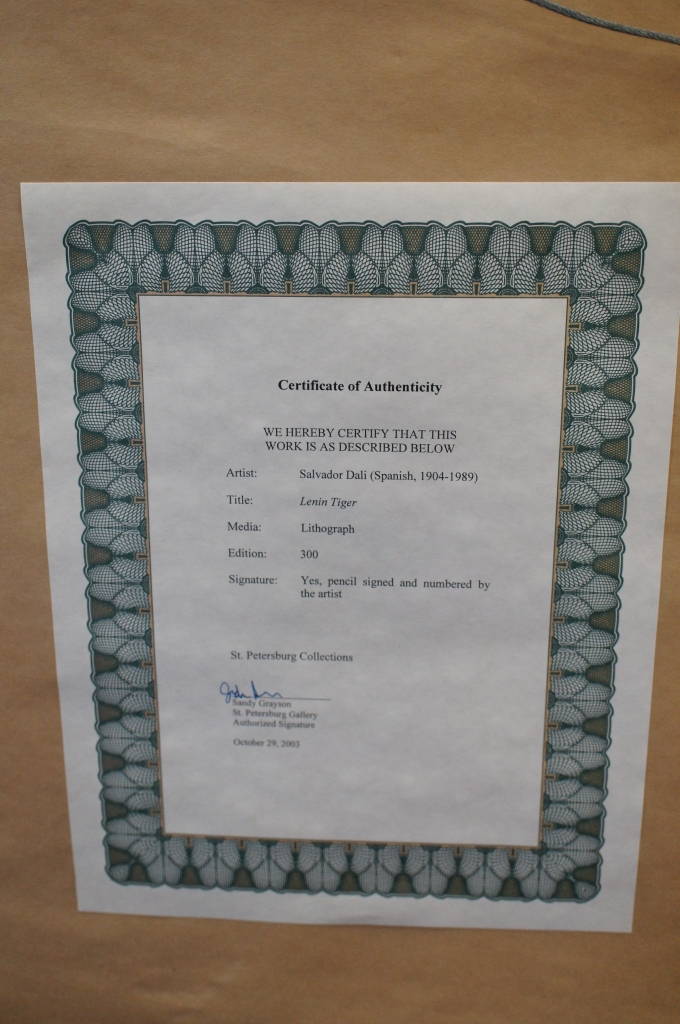 Certificate of Authenticity
WE HEREBY CERTIFY THAT THIS
WORK IS AS DESCRIBED BELOW
Artist: Salvador Dali (Spanish, 1904-1989)
Title: Lenin Tiger
Media: Lithograph
Edition: 300
Signature: Yes, pencil signed and numbered by
the artist
St. Petersburg Collections
Sandy Grayson
St. Petersburg Gallery
Authorized Signature
October 29, 2003